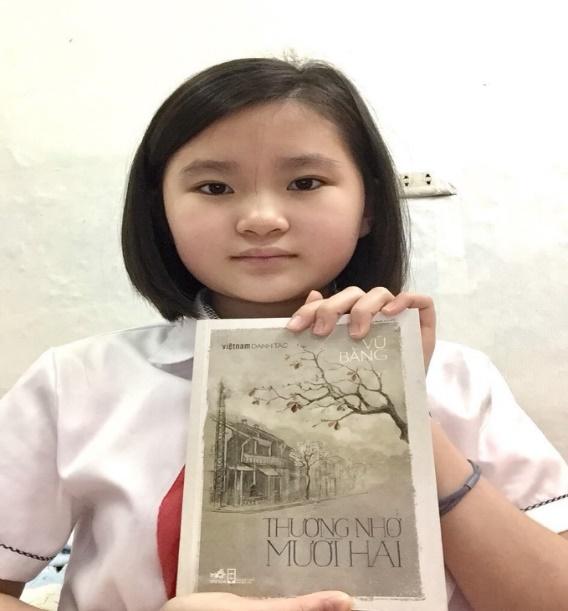 việtnam DANH TÁC
VŨ
BẰNG
THƯƠNG NHỚ
MƯỜI HAI